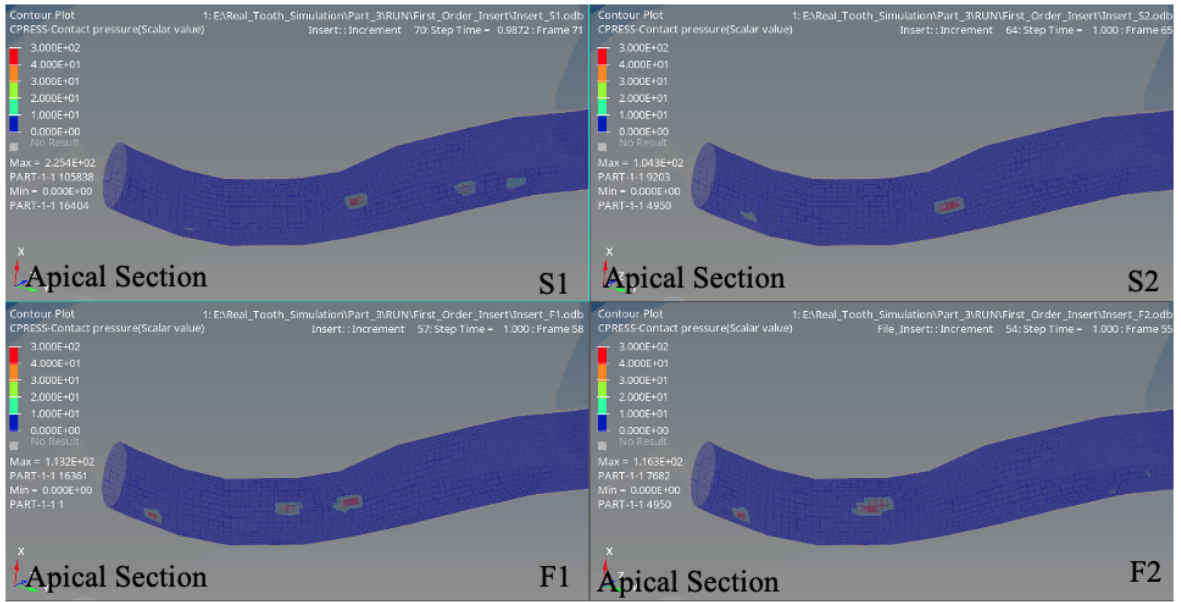 Contour Plot
1: E:\Real_Tooth_Simulation\Part_3\RUN\First_Order_Insert\Insert_S1.odb
CPRESS-Contact pressure(Scalar value)
Insert: : Increment 70: Step Time = 0.9872 : Frame 71
3.000E+02
4.000E+01
3.000E+01
2.000E+01
1.000E+01
0.000E+00
No Result
Max = 2.254E+02
PART-1-1 105838
Min = 0.000E+00
PART-1-1 16404
X
Apical Section
S1
Contour Plot
1: E:\Real_Tooth_Simulation\Part_3\RUN\First_Order_Insert\Insert_S2.odb
CPRESS-Contact pressure(Scalar value)
Insert: : Increment 64: Step Time = 1.000 : Frame 65
3.000E+02
4.000E+01
3.000E+01
2.000E+01
1.000E+01
0.000E+00
No Result
Max = 1.043E+02
PART-1-1 9203
Min = 0.000E+00
PART-1-1 4950
X
Apical Section
S2
Contour Plot
1: E:\Real_Tooth_Simulation\Part_3\RUN\First_Order_Insert\Insert_F1.odb
CPRESS-Contact pressure(Scalar value)
Insert: : Increment 57: Step Time = 1.000 : Frame 58
3.000E+02
4.000E+01
3.000E+01
2.000E+01
1.000E+01
0.000E+00
No Result
Max = 1.132E+02
PART-1-1 16361
Min = 0.000E+00
PART-1-1 1
X
Apical Section
F1
Contour Plot
1: E:\Real_Tooth_Simulation\Part_3\RUN\First_Order_Insert\Insert_F2.odb
CPRESS-Contact pressure(Scalar value)
File_Insert: : Increment 54: Step Time = 1.000 : Frame 55
3.000E+02
4.000E+01
3.000E+01
2.000E+01
1.000E+01
0.000E+00
No Result
Max = 1.163E+02
PART-1-1 7682
Min = 0.000E+00
PART-1-1 4950
X
Apical Section
F2